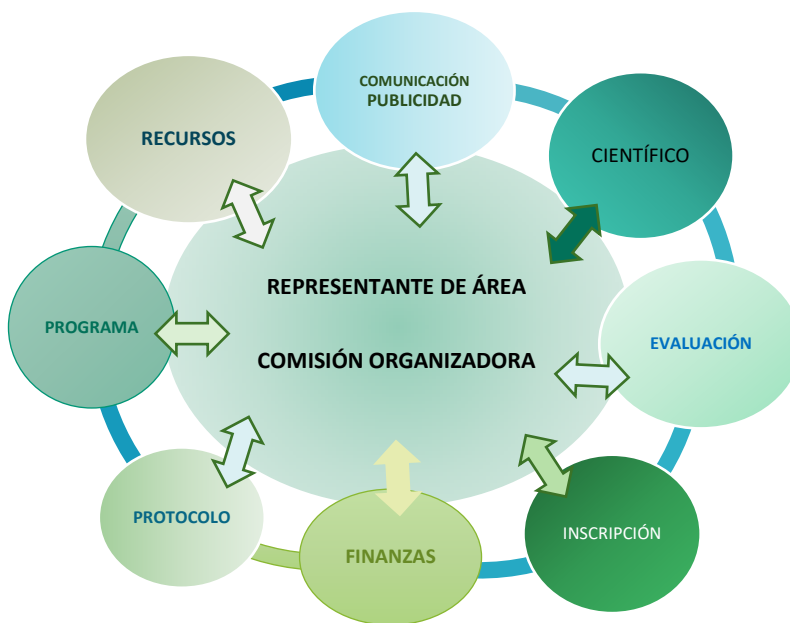 COMUNICACIÓN
PUBLICIDAD
RECURSOS
CIENTÍFICO
REPRESENTANTE DE ÁREA
PROGRAMA
EVALUACIÓN
COMISIÓN ORGANIZADORA
PROTOCOLO
INSCRIPCIÓN
FINANZAS